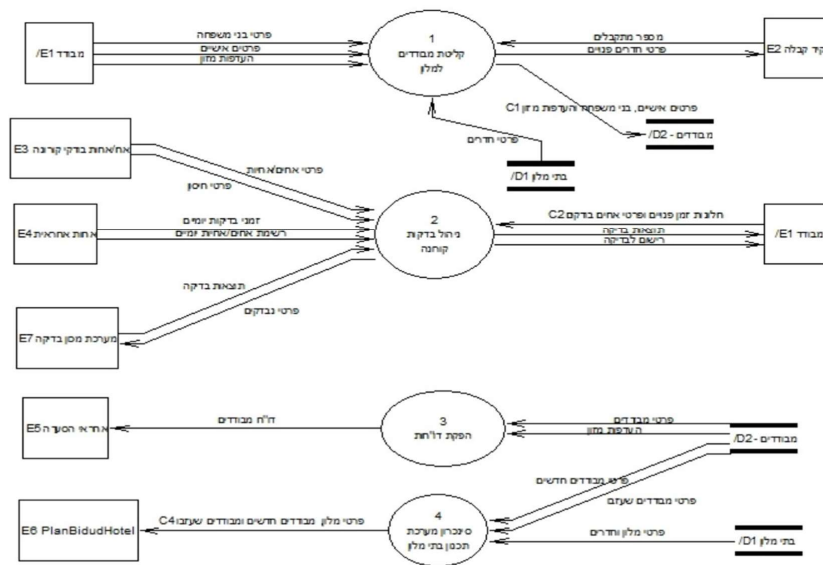 פרטי בני משפחה
פרטים אישיים
העדפות מזון
מבודד E1/
1
קליטת מבודדים
למלון
מספר מתקבלים
פרטי חדרים פנויים
קיד קבלה E2
פרטים אישיים, בני משפחה והעדפות מזון C1
מבודדים - D2/
פרטי חדרים
בתי מלון D1/
אח/אחות בודקי קורונה E3
פרטי אחים/אחיות
פרטי חיסון
אחות אחראית E4
זמני בדיקות יומיים
רשימת אחים/אחיות יומיים
2
ניהול בדיקות
חלונות זמן פנויים ופרטי אחים בודקים C2
תוצאות בדיקה
רישום לבדיקה
מבודד E1/
תוצאות בדיקה
פרטי נבדקים
מערכת מכון בדיקה E7
אחראי הסעדה E5
דו"ח מבודדים
3
הפקת דו"חות
פרטי מבודדים
העדפות מזון
מבודדים - D2/
פרטי מבודדים חדשים
פרטי מבודדים שעזבו
E6 PlanBidudHotel
פרטי מלון, מבודדים חדשים ומבודדים שעזבו C4
4
סינכרון מערכת
תכנון בתי מלון
פרטי מלון וחדרים
בתי מלון D1/